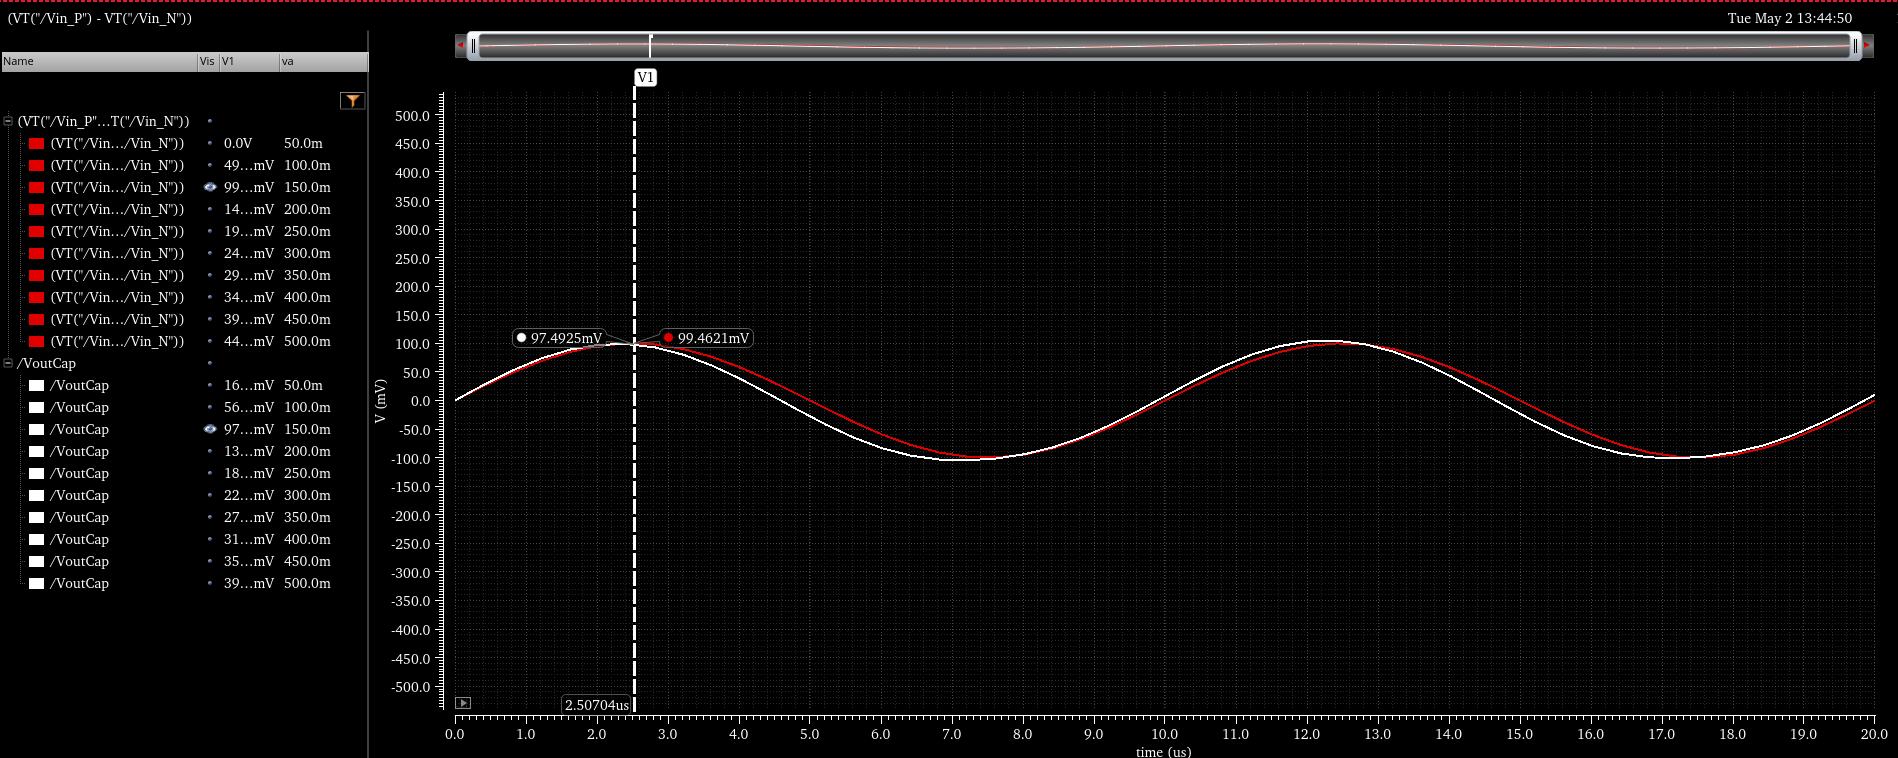 (VT("/Vin_P") - VT("/Vin_N"))
Tue May 2 13:44:50
Name Vis V1 va
(VT("/Vin_P"...T("/Vin_N"))
(VT("/Vin.../Vin_N")) 0.0V 50.0m
(VT("/Vin.../Vin_N")) 49...mV 100.0m
(VT("/Vin.../Vin_N")) 99...mV 150.0m
(VT("/Vin.../Vin_N")) 14...mV 200.0m
(VT("/Vin.../Vin_N")) 19...mV 250.0m
(VT("/Vin.../Vin_N")) 24...mV 300.0m
(VT("/Vin.../Vin_N")) 29...mV 350.0m
(VT("/Vin.../Vin_N")) 34...mV 400.0m
(VT("/Vin.../Vin_N")) 39...mV 450.0m
(VT("/Vin.../Vin_N")) 44...mV 500.0m
/VoutCap
/VoutCap 16...mV 50.0m
/VoutCap 56...mV 100.0m
/VoutCap 97...mV 150.0m
/VoutCap 13...mV 200.0m
/VoutCap 18...mV 250.0m
/VoutCap 22...mV 300.0m
/VoutCap 27...mV 350.0m
/VoutCap 31...mV 400.0m
/VoutCap 35...mV 450.0m
/VoutCap 39...mV 500.0m
V1
500.0
450.0
400.0
350.0
300.0
250.0
200.0
150.0
100.0
50.0
0.0
-50.0
-100.0
-150.0
-200.0
-250.0
-300.0
-350.0
-400.0
-450.0
-500.0
V (mV)
97.4925mV
99.4621mV
2.50704us
0.0 1.0 2.0 3.0 4.0 5.0 6.0 7.0 8.0 9.0 10.0 11.0 12.0 13.0 14.0 15.0 16.0 17.0 18.0 19.0 20.0
time (us)